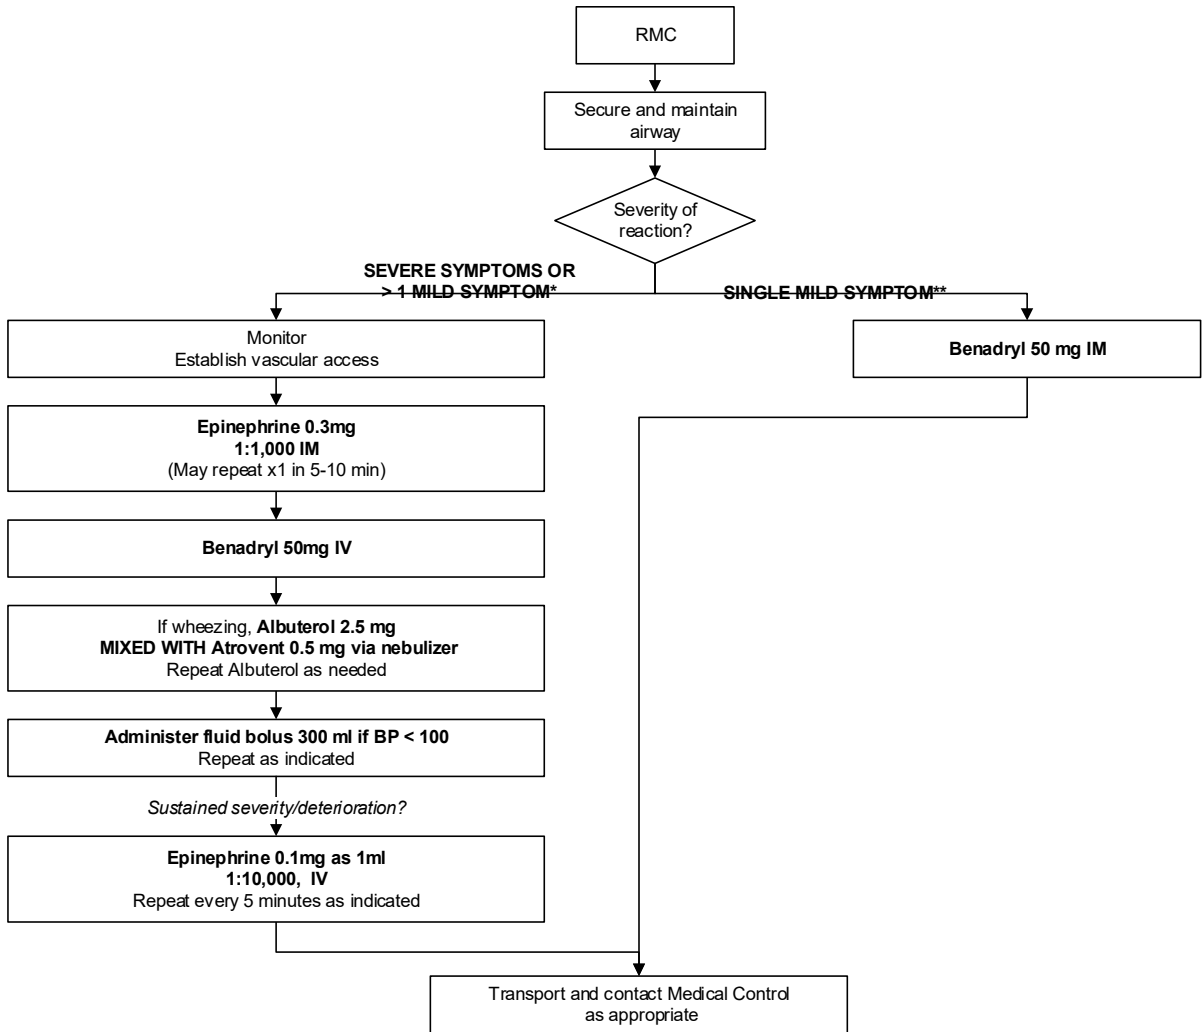 RMC
Secure and maintain
airway
Severity of
reaction?
SEVERE SYMPTOMS OR
> 1 MILD SYMPTOM*
SINGLE MILD SYMPTOM**
Monitor
Establish vascular access
Benadryl 50 mg IM
Epinephrine 0.3mg
1:1,000 IM
(May repeat x1 in 5-10 min)
Benadryl 50mg IV
If wheezing, Albuterol 2.5 mg
MIXED WITH Atrovent 0.5 mg via nebulizer
Repeat Albuterol as needed
Administer fluid bolus 300 ml if BP < 100
Repeat as indicated
Sustained severity/deterioration?
Epinephrine 0.1mg as 1ml
1:10,000, IV
Repeat every 5 minutes as indicated
Transport and contact Medical Control
as appropriate